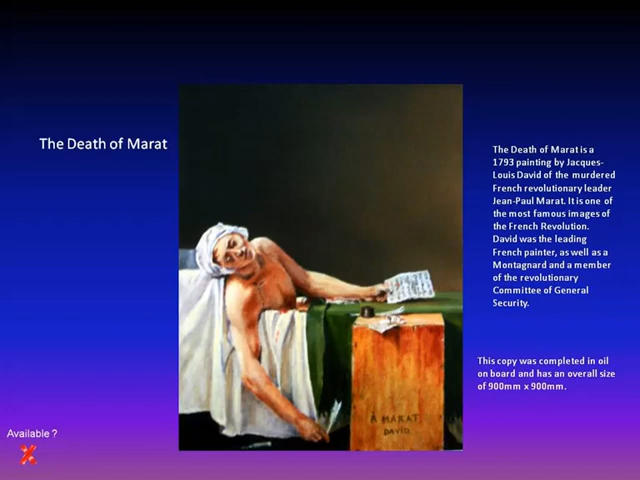 The Death of Marat
The Death of Marat is a
1793 painting by Jacques-
Louis David of the murdered
French revolutionary leader
Jean-Paul Marat. It is one of
the most famous images of
the French Revolution.
David was the leading
French painter, as well as a
Montagnard and a member
of the revolutionary
Committee of General
Security.
This copy was completed in oil
on board and has an overall size
of 900mm x 900mm.
À MARAT,
DAVID
Available ?